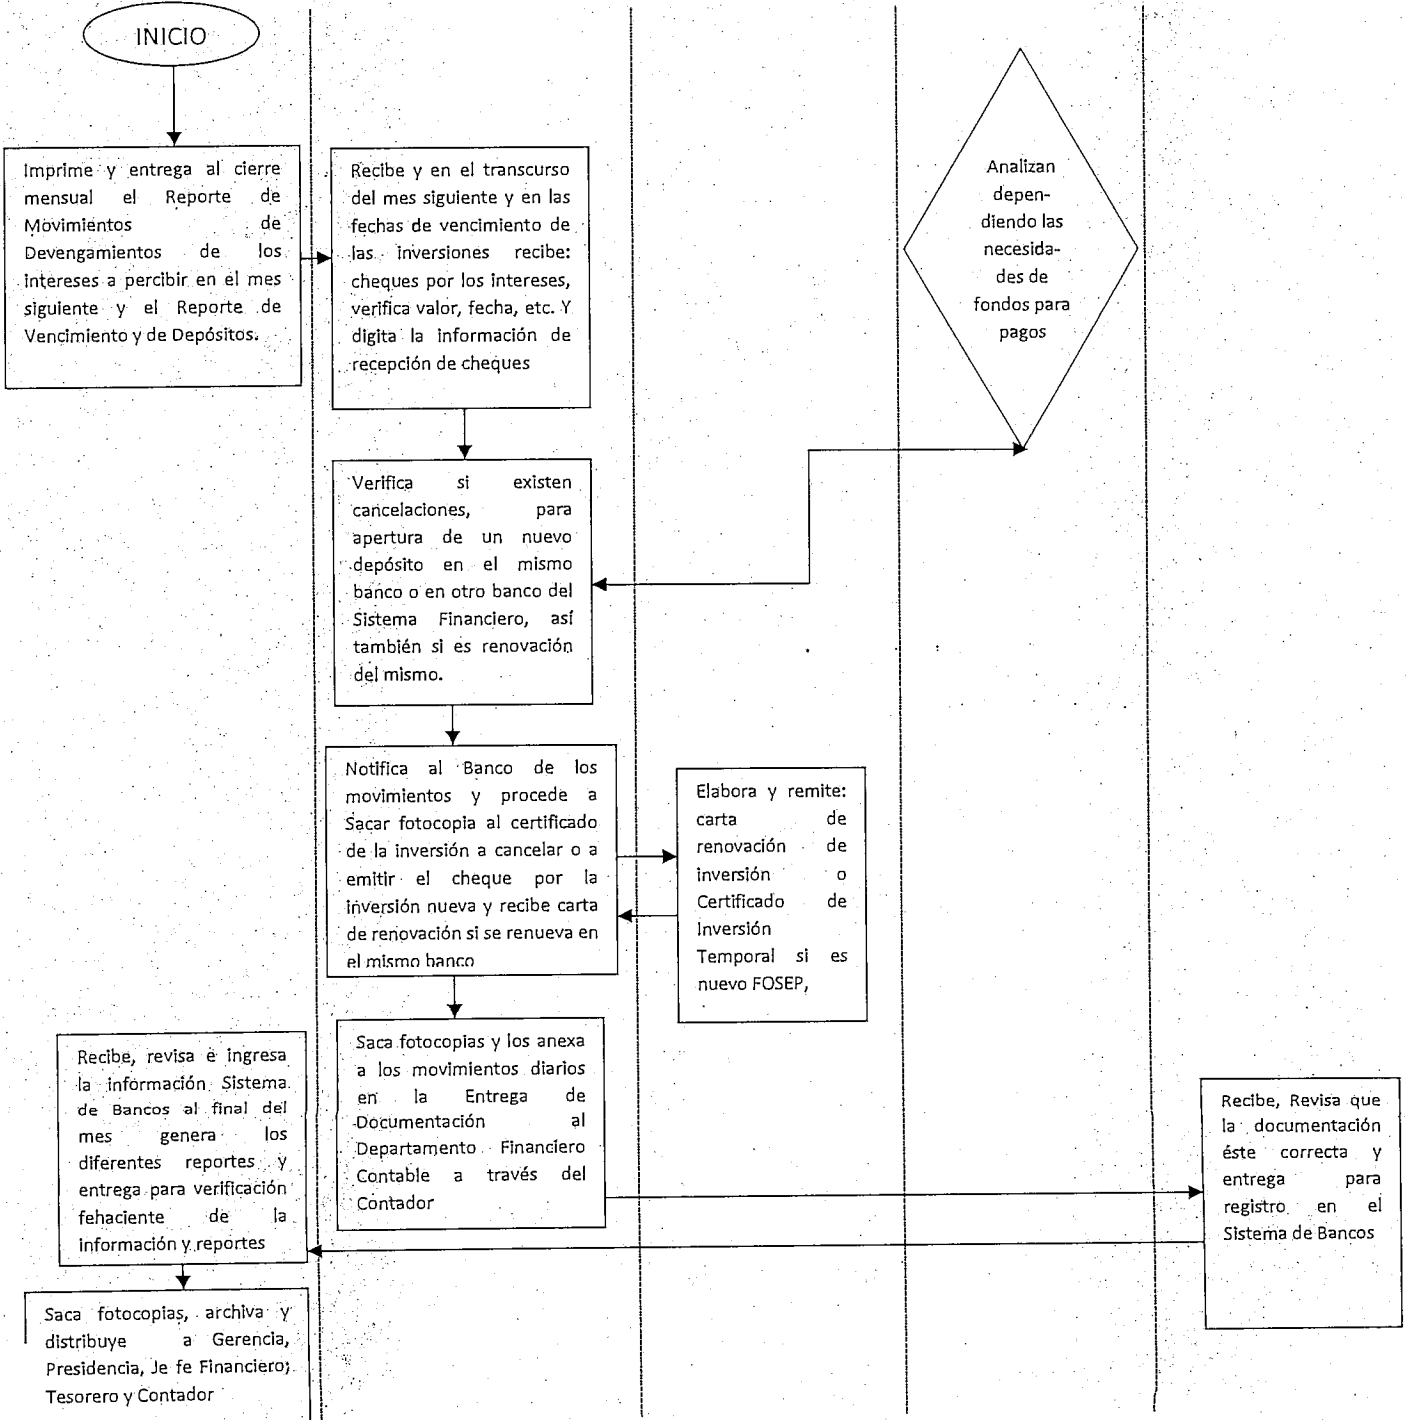 INICIO
Imprime y entrega al cierre
mensual el Reporte de
Movimientos de
Devengamientos de los
intereses a percibir en el mes
siguiente y el Reporte de
Vencimiento y de Depósitos.
Recibe y en el transcurso
del mes siguiente y en las
fechas de vencimiento de
las inversiones recibe:
cheques por los intereses,
verifica valor, fecha, etc. Y
digita la información de
recepción de cheques
Analizan
depen-
diendo las
necesida-
des de
fondos para
pagos
Verifica si existen
cancelaciones, para
apertura de un nuevo
depósito en el mismo
banco o en otro banco del
Sistema Financiero, así
también si es renovación
del mismo.
Notifica al Banco de los
movimientos y procede a
Sacar fotocopia al certificado
de la inversión a cancelar o a
emitir el cheque por la
inversión nueva y recibe carta
de renovación si se renueva en
el mismo banco
Elabora y remite:
carta de
renovación de
inversión o
Certificado de
Inversión
Temporal si es
nuevo FOSEP,
Saca fotocopias y los anexa
a los movimientos diarios
en la Entrega de
Documentación al
Departamento Financiero
Contable a través del
Contador
Recibe, Revisa que
la documentación
éste correcta y
entrega para
registro en el
Sistema de Bancos
Recibe, revisa e ingresa
la información Sistema
de Bancos al final del
mes genera los
diferentes reportes y
entrega para verificación
fehaciente de la
información y reportes
Saca fotocopias, archiva y
distribuye a Gerencia,
Presidencia, Je fe Financiero;
Tesorero y Contador